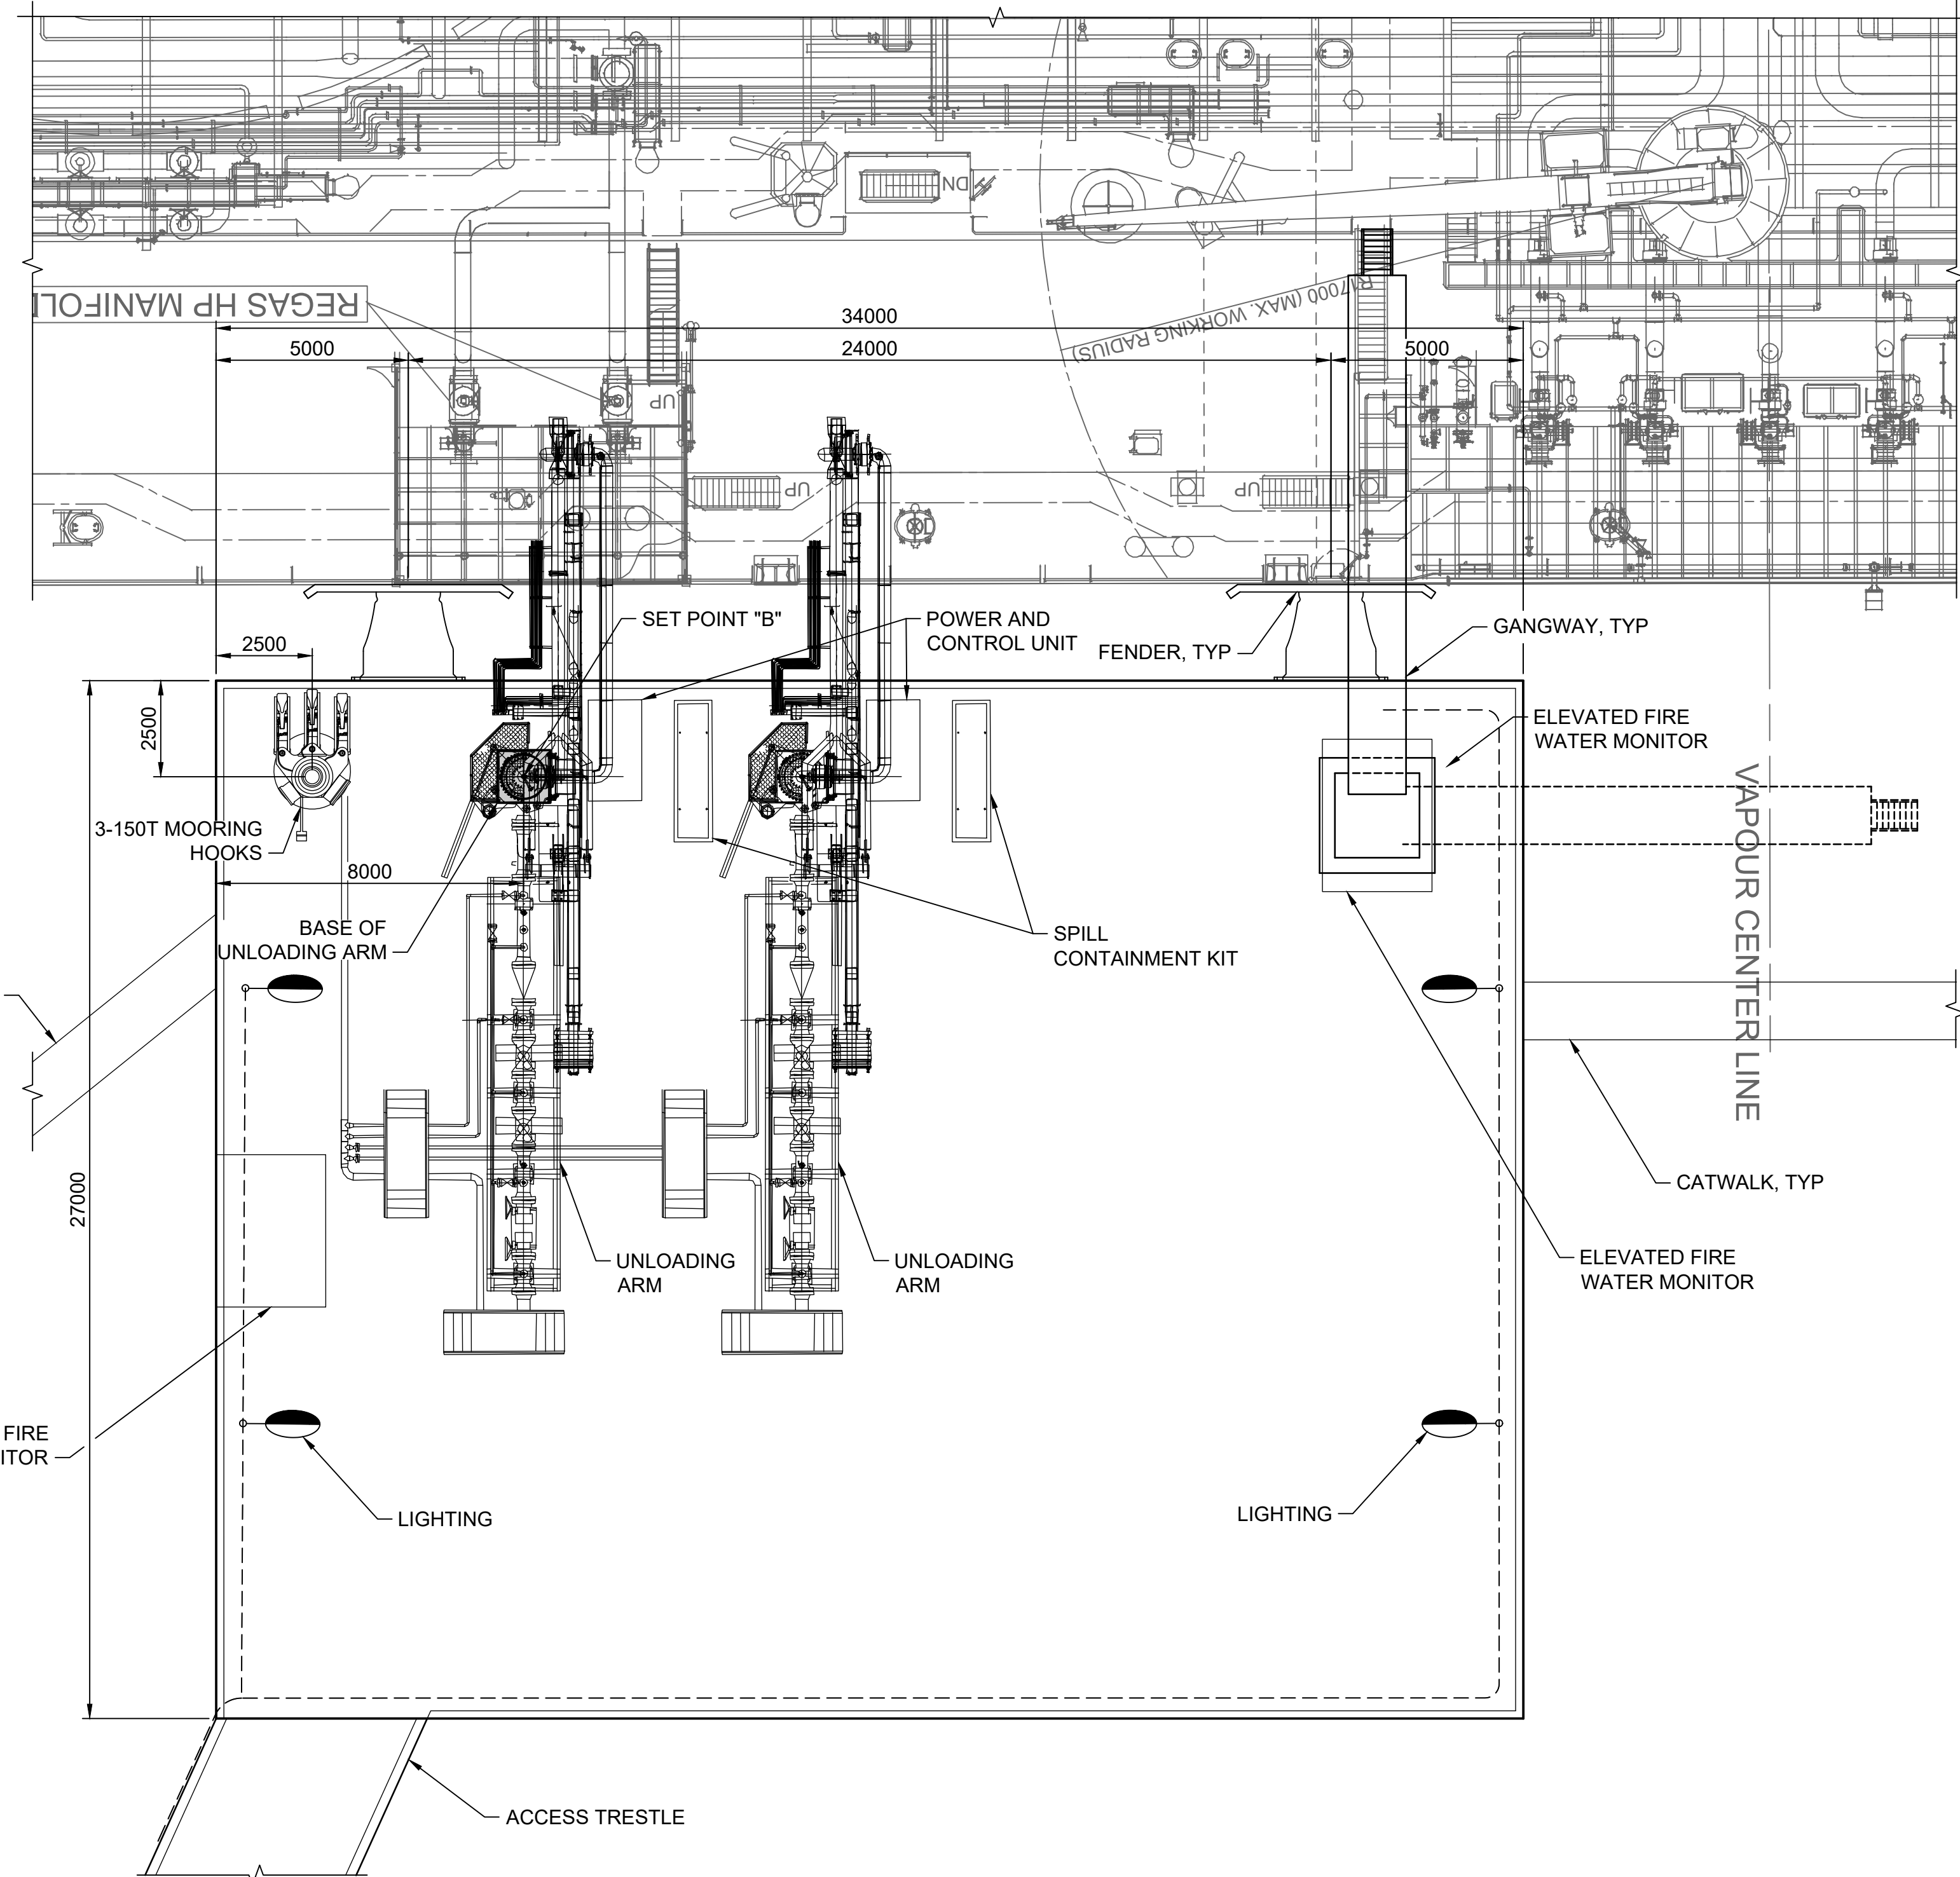 DN
REGAS HP MANIFOLD
R17000 (MAX. WORKING RADIUS)
34000
5000
24000
5000
UP
UP
UP
SET POINT "B"
POWER AND
CONTROL UNIT
FENDER, TYP
GANGWAY, TYP
2500
2500
ELEVATED FIRE
WATER MONITOR
3-150T MOORING
HOOKS
8000
BASE OF
UNLOADING ARM
SPILL
CONTAINMENT KIT
VAPOUR CENTER LINE
27000
CATWALK, TYP
UNLOADING
ARM
UNLOADING
ARM
ELEVATED FIRE
WATER MONITOR
FIRE
ITOR
LIGHTING
LIGHTING
ACCESS TRESTLE